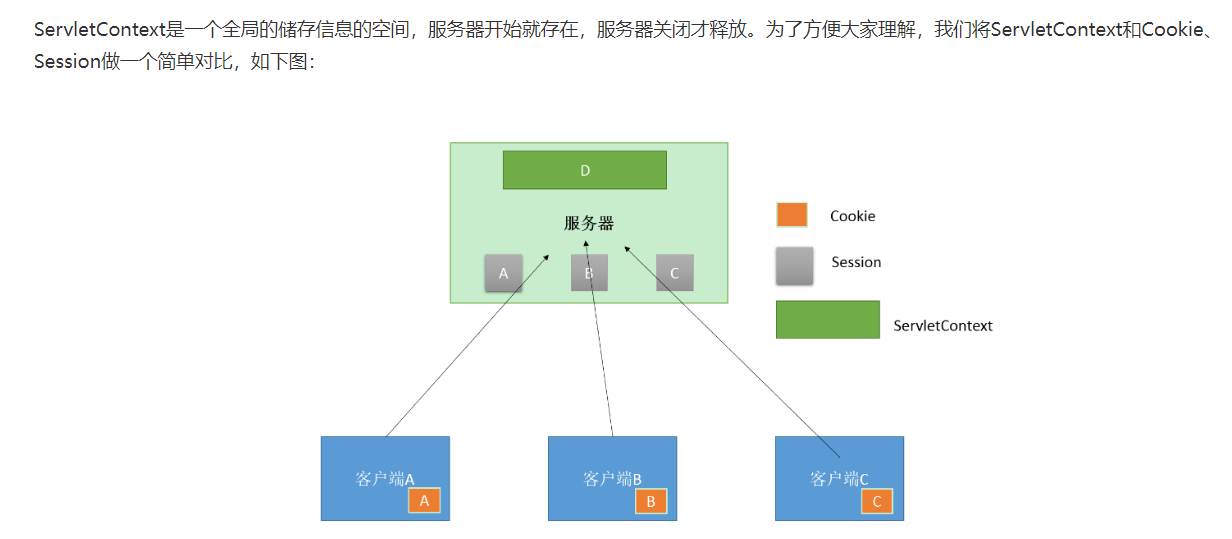 ServletContext是一个全局的储存信息的空间，服务器开始就存在，服务器关闭才释放。为了方便大家理解，我们将ServletContext和Cookie、
Session做一个简单对比，如下图：
D
服务器
A
B
C
Cookie
Session
ServletContext
客户端A
A
客户端B
B
客户端C
C